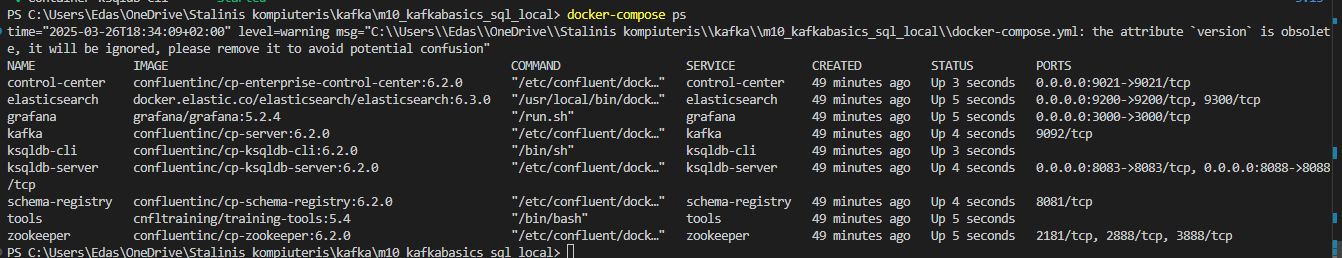 Container ksqldb-cli Started
PS C:\Users\Edas\OneDrive\Stalinis kompiuteris\kafka\m10_kafkabasics_sql_local> docker-compose ps
time="2025-03-26T18:34:09+02:00" level=warning msg="C:\\Users\\Edas\\OneDrive\\Stalinis kompiuteris\\kafka\\m10_kafkabasics_sql_local\\docker-compose.yml: the attribute `version` is obsolet
e, it will be ignored, please remove it to avoid potential confusion"
NAME IMAGE COMMAND SERVICE CREATED STATUS PORTS
control-center confluentinc/cp-enterprise-control-center:6.2.0 "/etc/confluent/dock…" control-center 49 minutes ago Up 3 seconds 0.0.0.0:9021->9021/tcp
elasticsearch docker.elastic.co/elasticsearch/elasticsearch:6.3.0 "/usr/local/bin/dock…" elasticsearch 49 minutes ago Up 5 seconds 0.0.0.0:9200->9200/tcp, 9300/tcp
grafana grafana/grafana:5.2.4 "/run.sh" grafana 49 minutes ago Up 5 seconds 0.0.0.0:3000->3000/tcp
kafka confluentinc/cp-server:6.2.0 "/etc/confluent/dock…" kafka 49 minutes ago Up 4 seconds 9092/tcp
ksqldb-cli confluentinc/cp-ksqldb-cli:6.2.0 "/bin/sh" ksqldb-cli 49 minutes ago Up 3 seconds
ksqldb-server confluentinc/cp-ksqldb-server:6.2.0 "/etc/confluent/dock…" ksqldb-server 49 minutes ago Up 4 seconds 0.0.0.0:8083->8083/tcp, 0.0.0.0:8088->8088
/tcp
schema-registry confluentinc/cp-schema-registry:6.2.0 "/etc/confluent/dock…" schema-registry 49 minutes ago Up 4 seconds 8081/tcp
tools cnfltraining/training-tools:5.4 "/bin/bash" tools 49 minutes ago Up 5 seconds
zookeeper confluentinc/cp-zookeeper:6.2.0 "/etc/confluent/dock…" zookeeper 49 minutes ago Up 5 seconds 2181/tcp, 2888/tcp, 3888/tcp
PS C:\Users\Edas\OneDrive\Stalinis kompiuteris\kafka\m10_kafkabasics_sql_local>